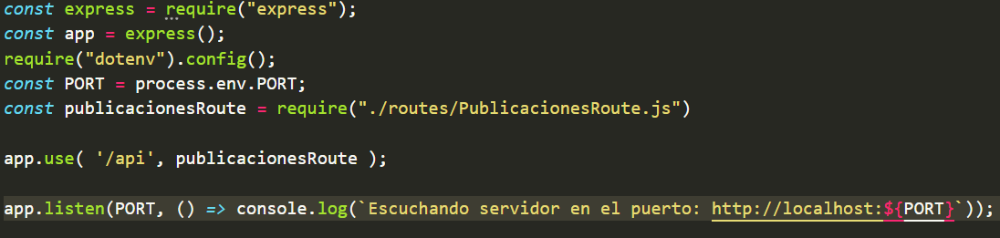 const express = require("express");
const app = express();
require("dotenv").config();
const PORT = process.env.PORT;
const publicacionesRoute = require("./routes/PublicacionesRoute.js")
app.use( '/api', publicacionesRoute );
app.listen(PORT, () => console.log(`Escuchando servidor en el puerto: http://localhost:${PORT}`));